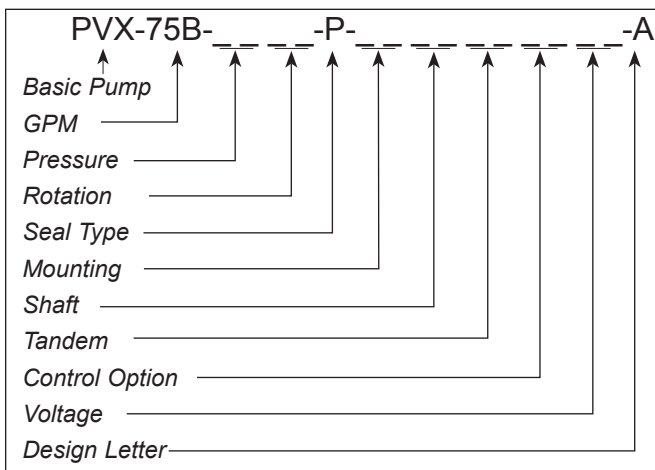 PVX-75B-__ __-P-__ __ __ __ __-A
Basic Pump
GPM
Pressure
Rotation
Seal Type
Mounting
Shaft
Tandem
Control Option
Voltage
Design Letter